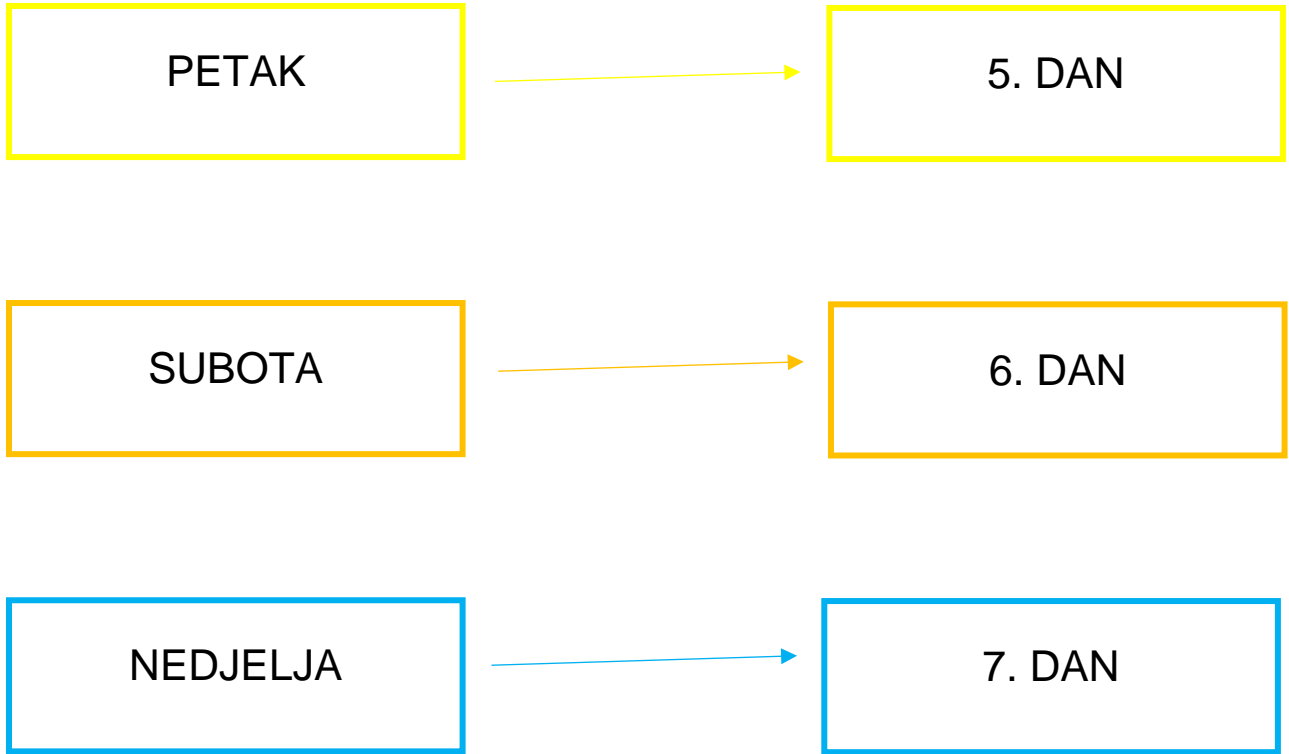 PETAK
5. DAN
SUBOTA
6. DAN
NEDJELJA
7. DAN